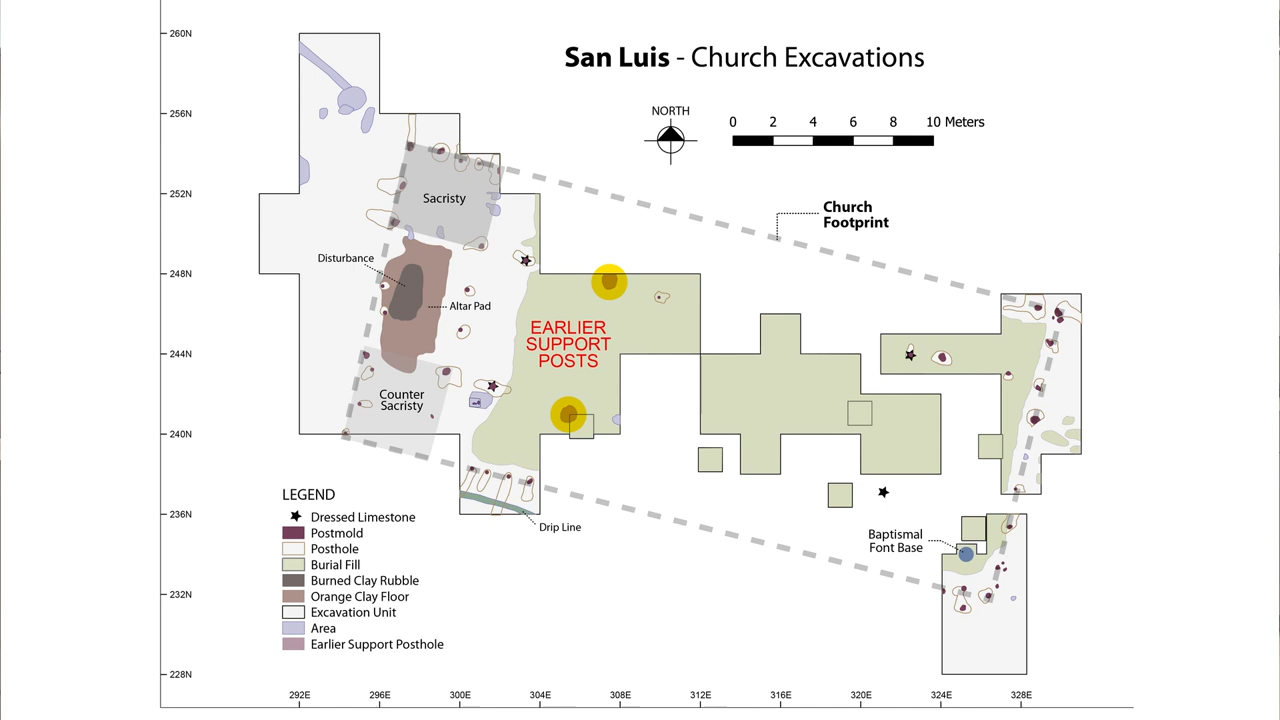 San Luis - Church Excavations
NORTH
0 2 4 6 8 10 Meters
260N
256N
252N
248N
244N
240N
236N
232N
228N
Sacristy
Church
Footprint
Disturbance
Altar Pad
EARLIER
SUPPORT
POSTS
Counter
Sacristy
Drip Line
Baptismal
Font Base
LEGEND
Dressed Limestone
Postmold
Posthole
Burial Fill
Burned Clay Rubble
Orange Clay Floor
Excavation Unit
Area
Earlier Support Posthole
292E 296E 300E 304E 308E 312E 316E 320E 324E 328E